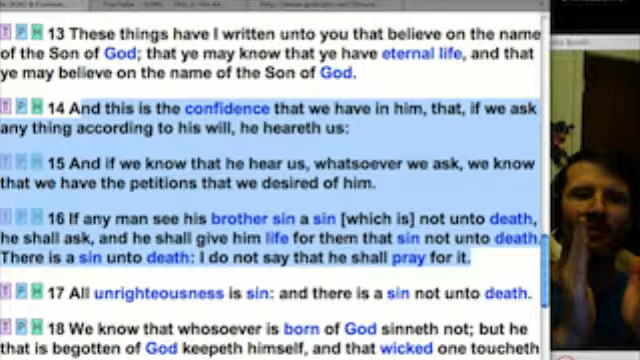 13 These things have I written unto you that believe on the name
of the Son of God; that ye may know that ye have eternal life, and that
ye may believe on the name of the Son of God.
14 And this is the confidence that we have in him, that, if we ask
any thing according to his will, he heareth us:
15 And if we know that he hear us, whatsoever we ask, we know
that we have the petitions that we desired of him.
16 If any man see his brother sin a sin [which is] not unto death,
he shall ask, and he shall give him life for them that sin not unto death.
There is a sin unto death: I do not say that he shall pray for it.
17 All unrighteousness is sin: and there is a sin not unto death.
18 We know that whosoever is born of God sinneth not; but he
that is begotten of God keepeth himself, and that wicked one toucheth